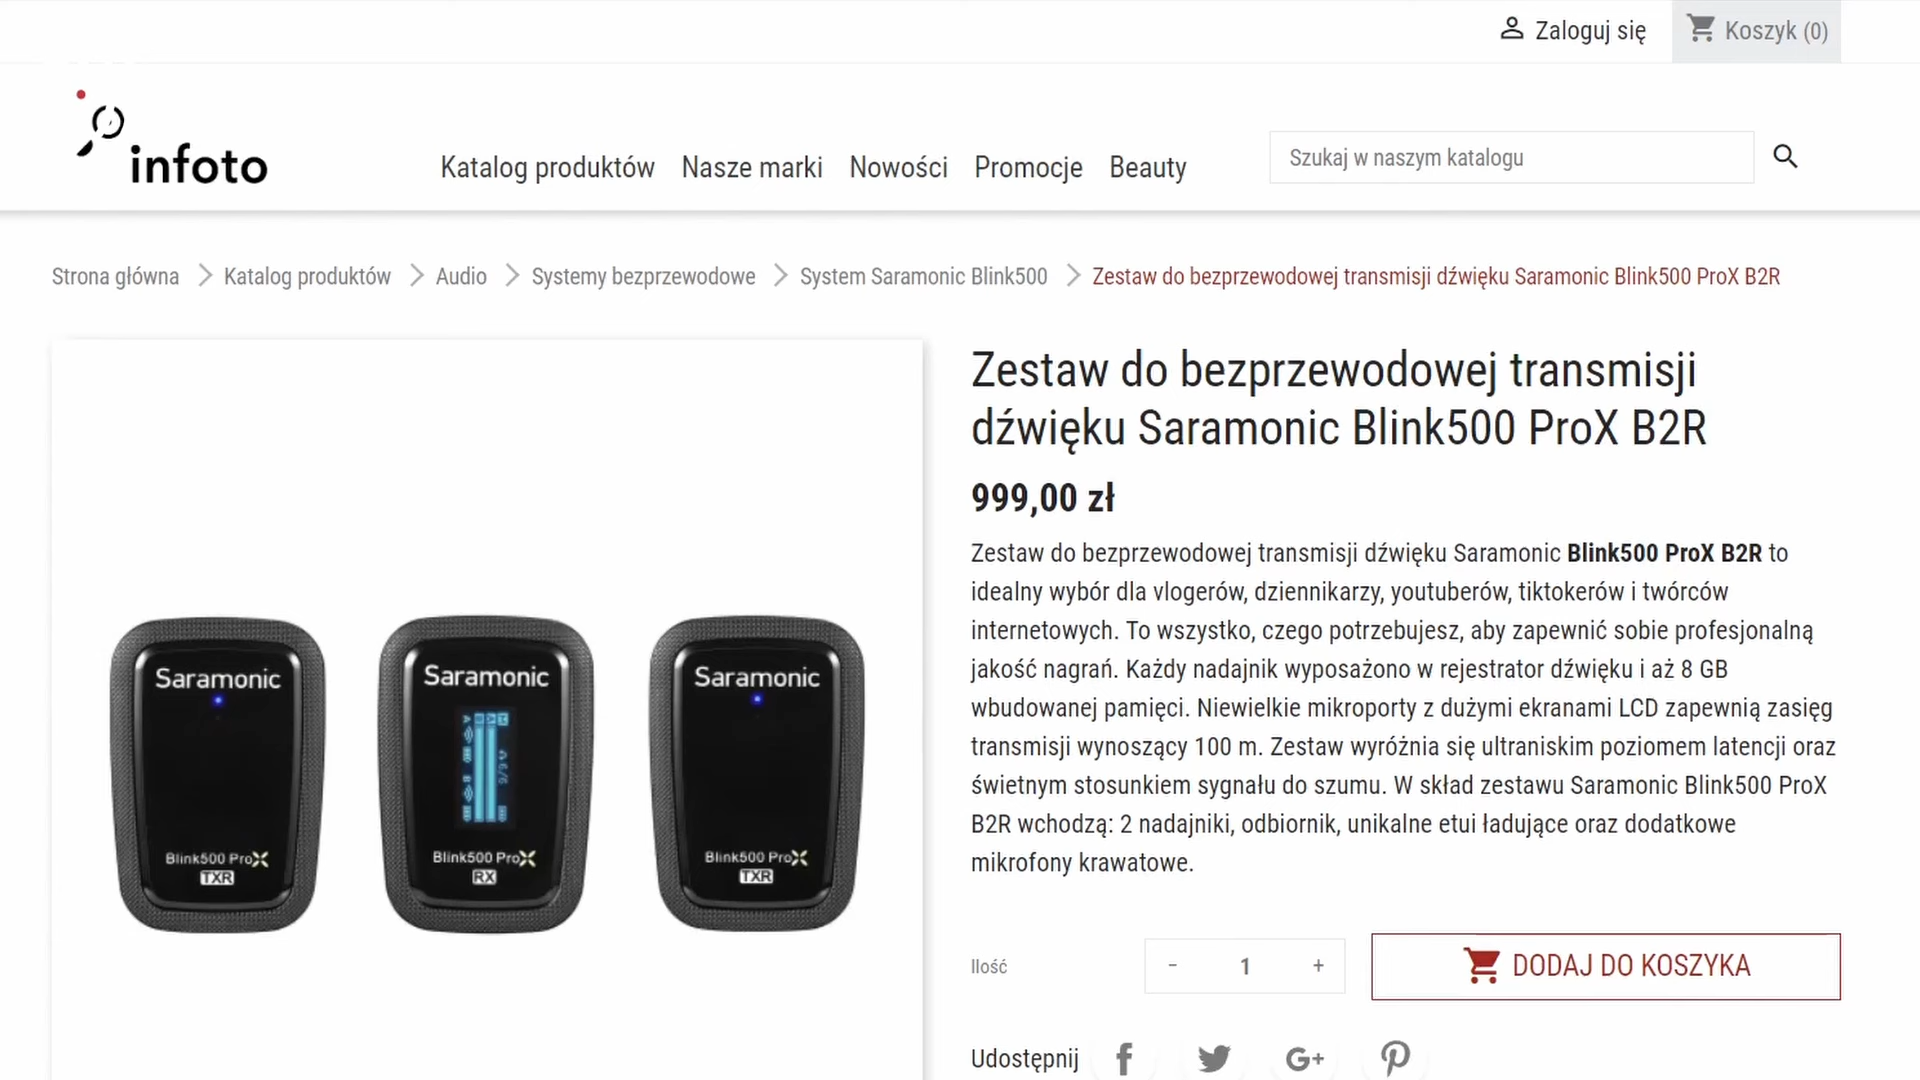 Zaloguj się
Koszyk (0)
infoto
Katalog produktów
Nasze marki
Nowości
Promocje
Beauty
Szukaj w naszym katalogu
Strona główna
Katalog produktów
Audio
Systemy bezprzewodowe
System Saramonic Blink500
Zestaw do bezprzewodowej transmisji dźwięku Saramonic Blink500 ProX B2R
Zestaw do bezprzewodowej transmisji
dźwięku Saramonic Blink500 ProX B2R
999,00 zł
Zestaw do bezprzewodowej transmisji dźwięku Saramonic Blink500 ProX B2R to
idealny wybór dla vlogerów, dziennikarzy, youtuberów, tiktokerów i twórców
internetowych. To wszystko, czego potrzebujesz, aby zapewnić sobie profesjonalną
jakość nagrań. Każdy nadajnik wyposażono w rejestrator dźwięku i aż 8 GB
wbudowanej pamięci. Niewielkie mikroporty z dużymi ekranami LCD zapewnią zasięg
transmisji wynoszący 100 m. Zestaw wyróżnia się ultraniskim poziomem latencji oraz
świetnym stosunkiem sygnału do szumu. W skład zestawu Saramonic Blink500 ProX
B2R wchodzą: 2 nadajniki, odbiornik, unikalne etui ładujące oraz dodatkowe
mikrofony krawatowe.
Saramonic
Blink500 ProX
TXR
Saramonic
Blink500 ProX
RX
Saramonic
Blink500 ProX
TXR
Ilość
- 1 +
DODAJ DO KOSZYKA
Udostępnij